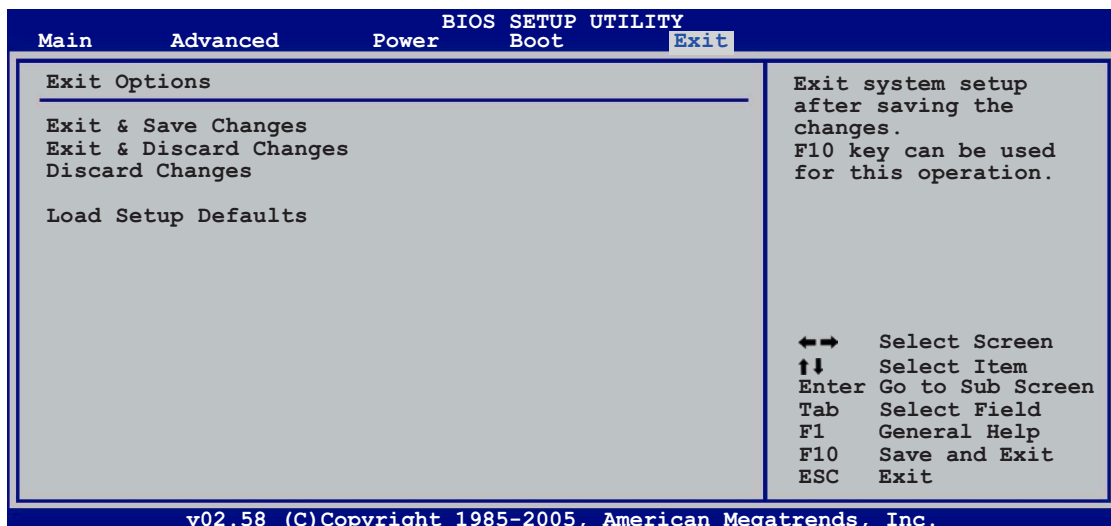 BIOS SETUP UTILITY
Main Advanced Power Boot Exit
Exit Options
Exit & Save Changes
Exit & Discard Changes
Discard Changes
Load Setup Defaults
Exit system setup
after saving the
changes.
F10 key can be used
for this operation.
←→ Select Screen
↑↓ Select Item
Enter Go to Sub Screen
Tab Select Field
F1 General Help
F10 Save and Exit
ESC Exit
v02.58 (C)Copyright 1985-2005, American Megatrends, Inc.